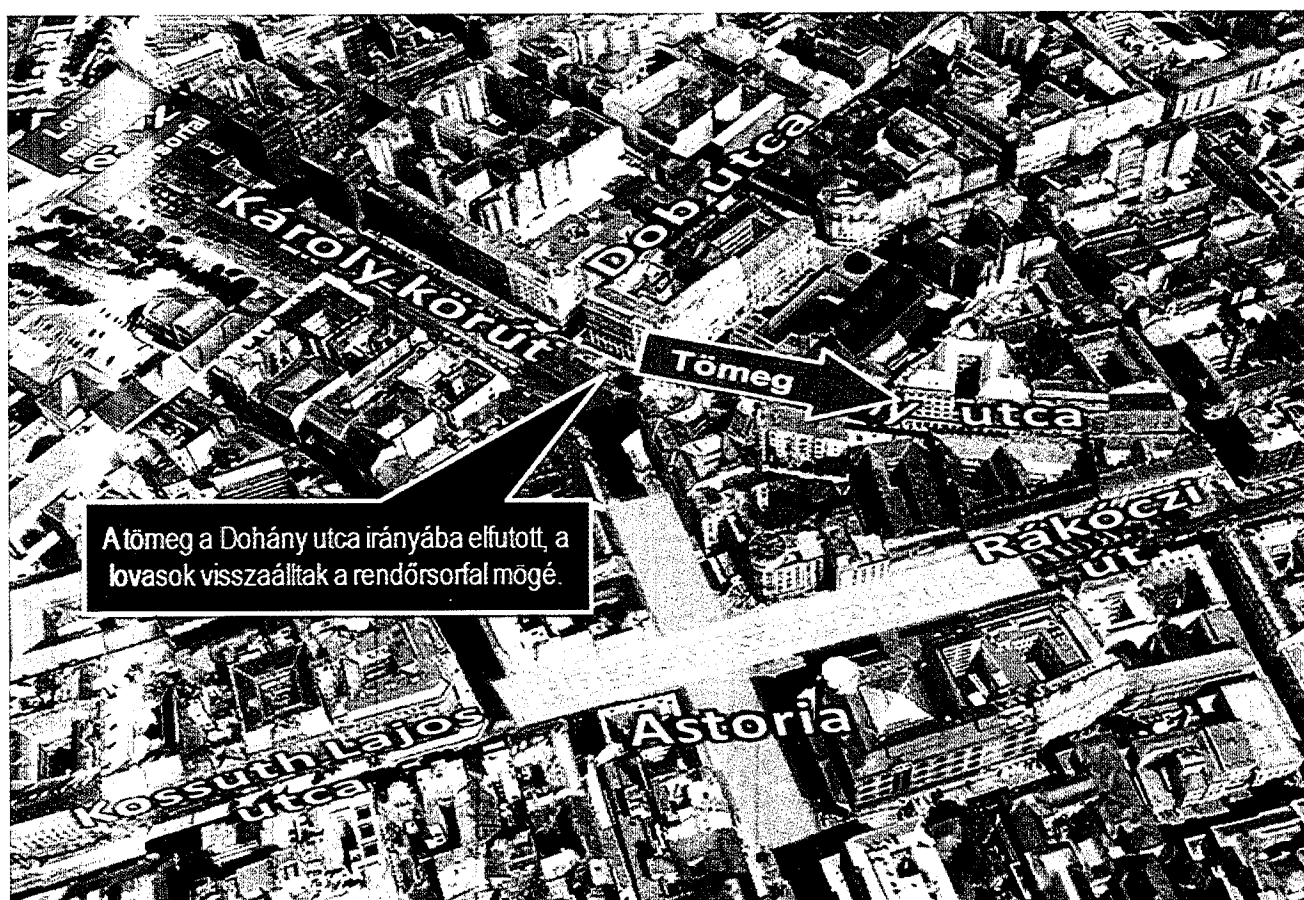 Károly-körút
Dob utca
Tömeg
utca
Rákóczi
út
A tömeg a Dohány utca irányába elfutott, a
lovasok visszaálltak a rendőrsorfal mögé.
Astoria
Kossuth Lajos
utca